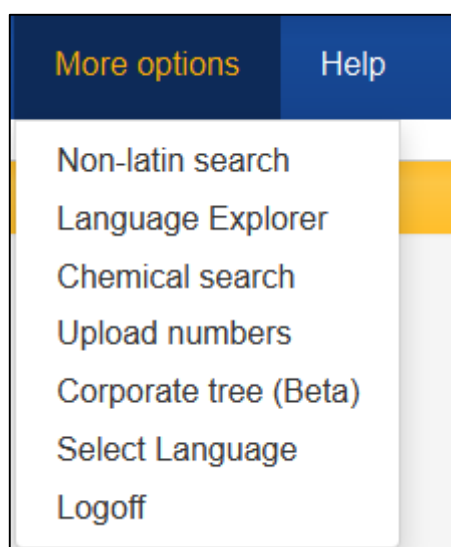 More options Help
Non-latin search
Language Explorer
Chemical search
Upload numbers
Corporate tree (Beta)
Select Language
Logoff